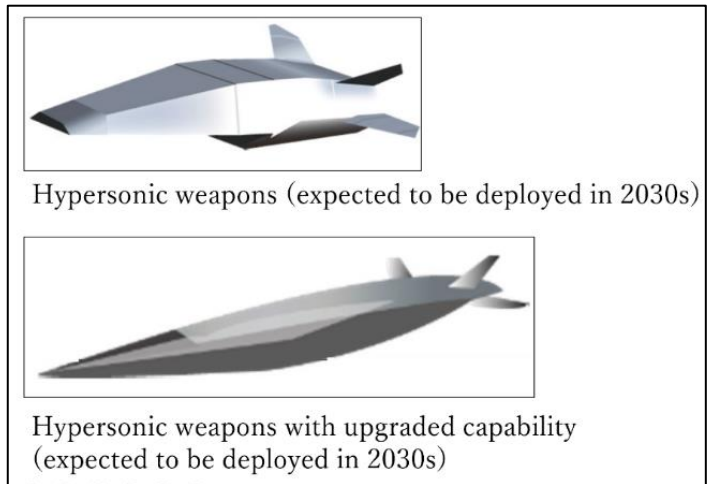 Hypersonic weapons (expected to be deployed in 2030s)
Hypersonic weapons with upgraded capability
(expected to be deployed in 2030s)